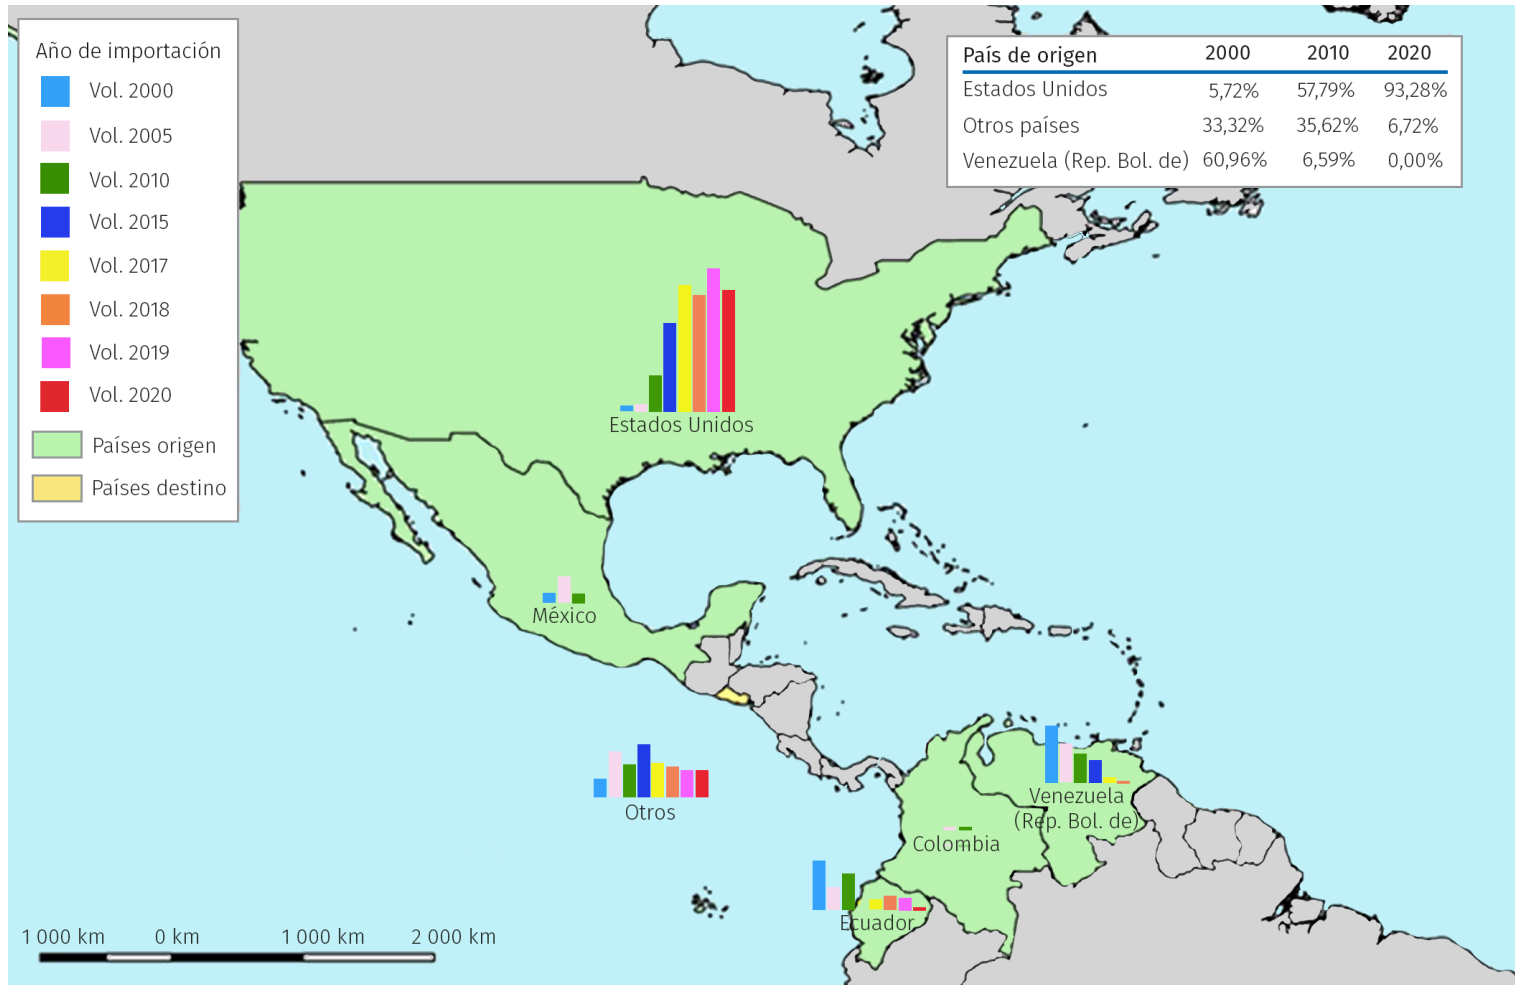 Año de importación
Vol. 2000
Vol. 2005
Vol. 2010
Vol. 2015
Vol. 2017
Vol. 2018
Vol. 2019
Vol. 2020
Países origen
Países destino
País de origen 2000 2010 2020
Estados Unidos 5,72% 57,79% 93,28%
Otros países 33,32% 35,62% 6,72%
Venezuela (Rep. Bol. de) 60,96% 6,59% 0,00%
Estados Unidos
México
Otros
Venezuela
(Rep. Bol. de)
Colombia
Ecuador
1 000 km 0 km 1 000 km 2 000 km